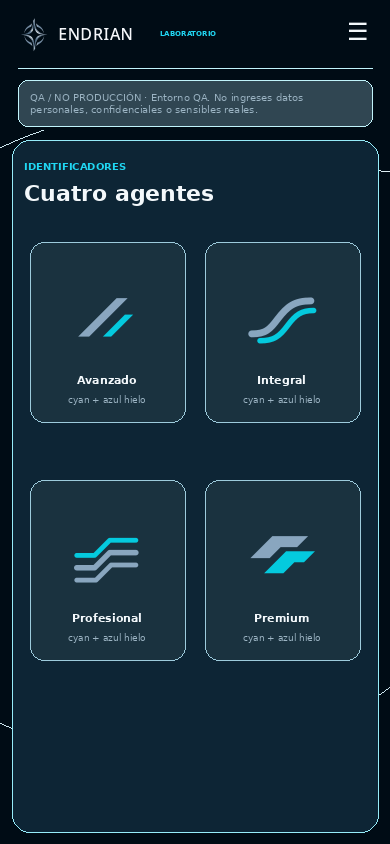 ENDRIAN
LABORATORIO
QA / NO PRODUCCIÓN · Entorno QA. No ingreses datos
personales, confidenciales o sensibles reales.
IDENTIFICADORES
Cuatro agentes
Avanzado
cyan + azul hielo
Integral
cyan + azul hielo
Profesional
cyan + azul hielo
Premium
cyan + azul hielo